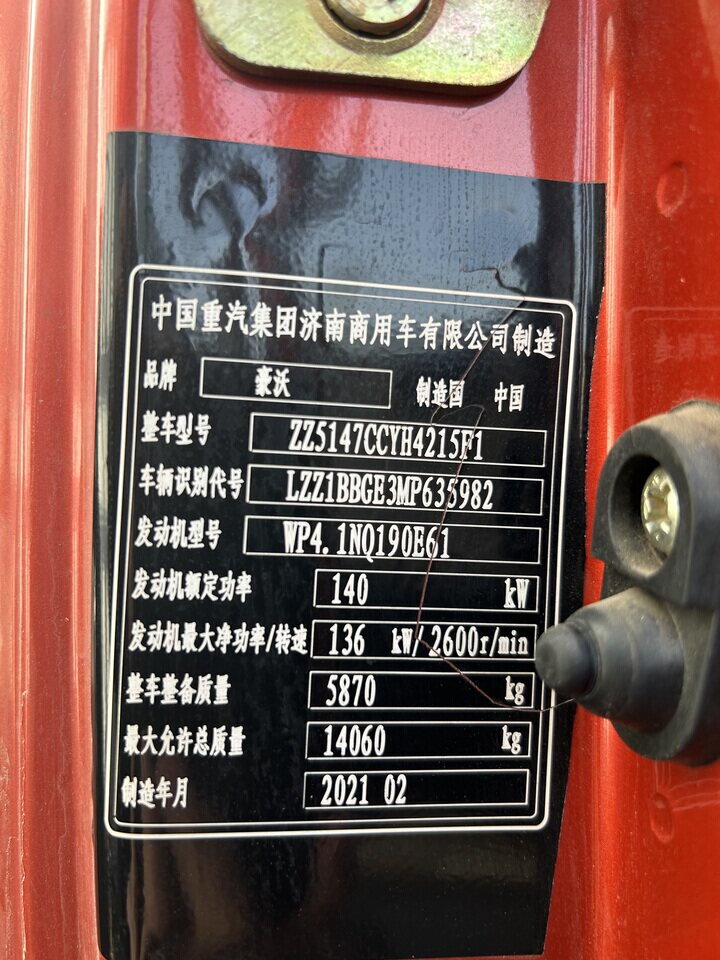 中国重汽集团济南商用车有限公司制造
品牌 豪沃 制造国 中国
整车型号 ZZ5147CCYH4215F1
车辆识别代号 LZZ1BBGE3MP635982
发动机型号 WP4.1NQ190E61
发动机额定功率 140 kW
发动机最大净功率/转速 136 kW/2600r/min
整车整备质量 5870 kg
最大允许总质量 14060 kg
制造年月 2021 02